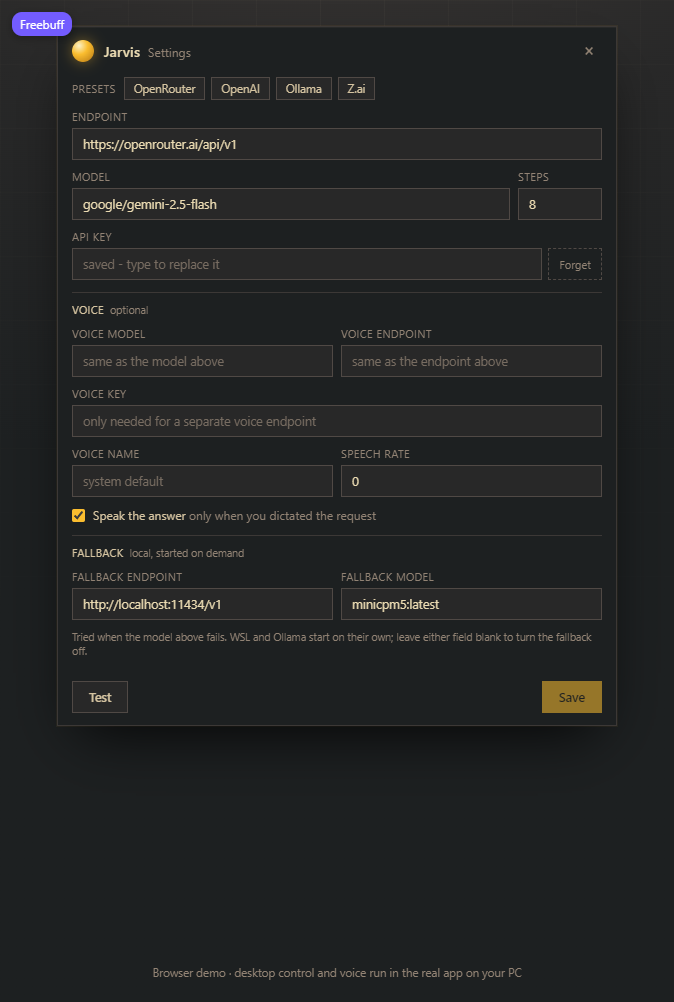 Freebuff
Jarvis Settings ×
PRESETS OpenRouter OpenAI Ollama Z.ai
ENDPOINT
https://openrouter.ai/api/v1
MODEL STEPS
google/gemini-2.5-flash 8
API KEY
saved - type to replace it Forget
VOICE optional
VOICE MODEL VOICE ENDPOINT
same as the model above same as the endpoint above
VOICE KEY
only needed for a separate voice endpoint
VOICE NAME SPEECH RATE
system default 0
Speak the answer only when you dictated the request
FALLBACK local, started on demand
FALLBACK ENDPOINT FALLBACK MODEL
http://localhost:11434/v1 minicpm5:latest
Tried when the model above fails. WSL and Ollama start on their own; leave either field blank to turn the fallback
off.
Test Save
Browser demo · desktop control and voice run in the real app on your PC